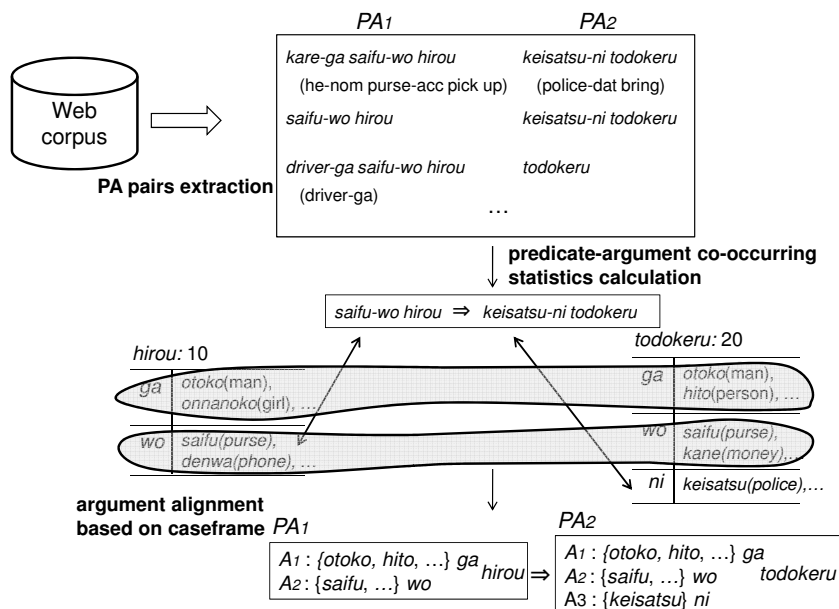 PA1 PA2
kare-ga saifu-wo hirou keisatsu-ni todokeru
(he-nom purse-acc pick up) (police-dat bring)
Web
corpus
saifu-wo hirou keisatsu-ni todokeru
driver-ga saifu-wo hirou todokeru
PA pairs extraction
(driver-ga)
...
predicate-argument co-occurring
statistics calculation
saifu-wo hirou ⇒ keisatsu-ni todokeru
hirou: 10 todokeru: 20
ga otoko(man),
onnanoko(girl), ...
ga otoko(man),
hito(person), ...
wo saifu(purse),
denwa(phone), ...
wo saifu(purse),
kane(money),...
ni keisatsu(police),...
argument alignment
based on caseframe
PA1 PA2
A1 : {otoko, hito, ...} ga
A2 : {saifu, ...} wo
hirou ⇒
A1 : {otoko, hito, ...} ga
A2 : {saifu, ...} wo
A3 : {keisatsu} ni
todokeru